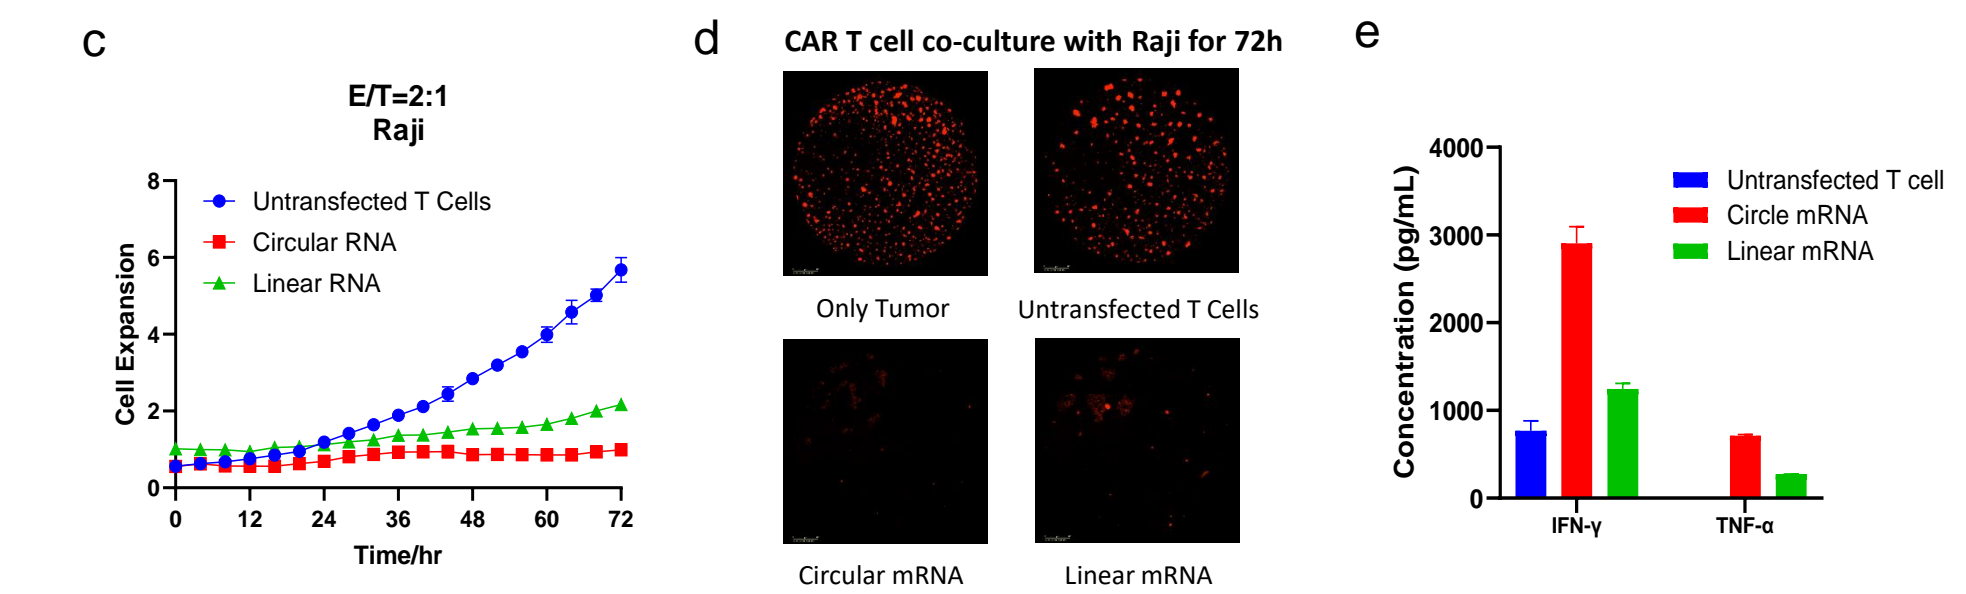 c
E/T=2:1
Raji
Cell Expansion
8
6
4
2
0
Untransfected T Cells
Circular RNA
Linear RNA
0 12 24 36 48 60 72
Time/hr
d
CAR T cell co-culture with Raji for 72h
Only Tumor
Untransfected T Cells
Circular mRNA
Linear mRNA
e
Concentration (pg/mL)
4000
3000
2000
1000
0
Untransfected T cell
Circle mRNA
Linear mRNA
IFN-γ
TNF-α